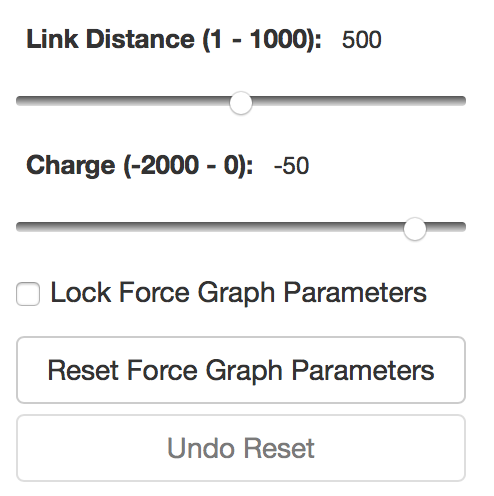 Link Distance (1 - 1000): 500
Charge (-2000 - 0): -50
Lock Force Graph Parameters
Reset Force Graph Parameters
Undo Reset